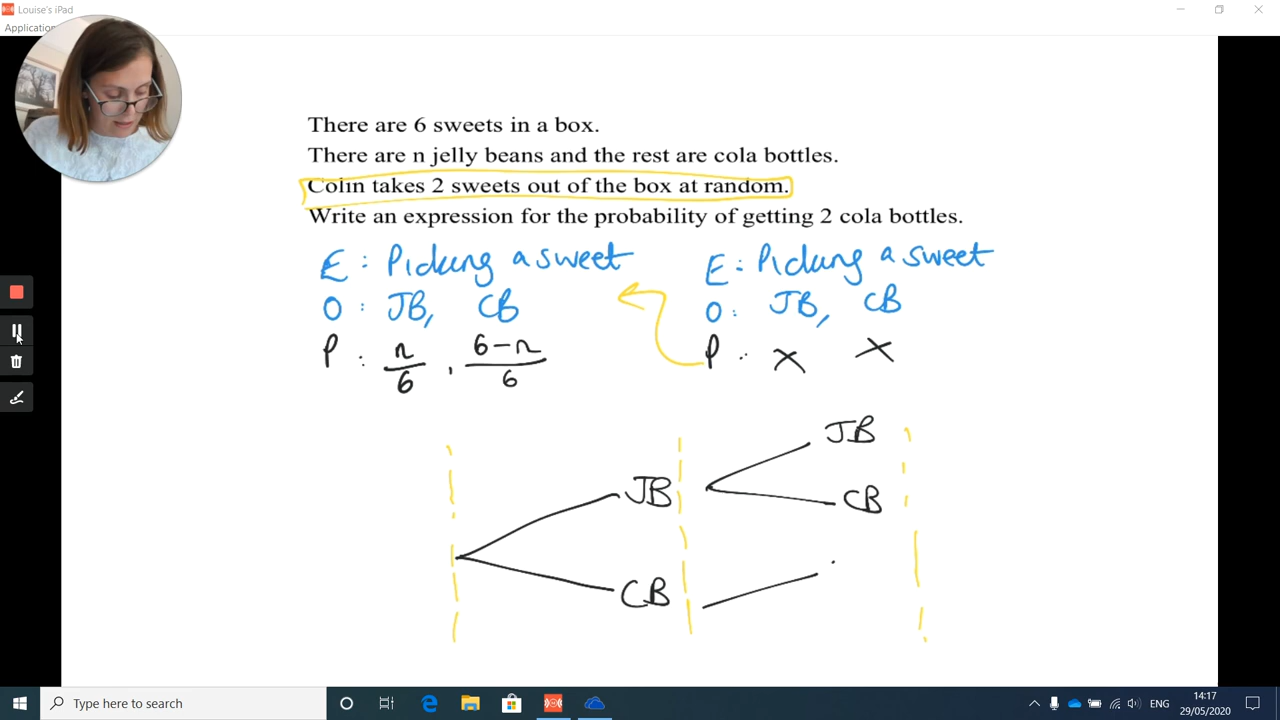 Louise's iPad
Application
There are 6 sweets in a box.
There are n jelly beans and the rest are cola bottles.
Colin takes 2 sweets out of the box at random.
Write an expression for the probability of getting 2 cola bottles.
E : Picking a sweet
O : JB, CB
P : n/6 , 6-n/6
E : Picking a sweet
O : JB, CB
P : X X
JB
CB
JB
CB
Type here to search
ENG
14:17
29/05/2020